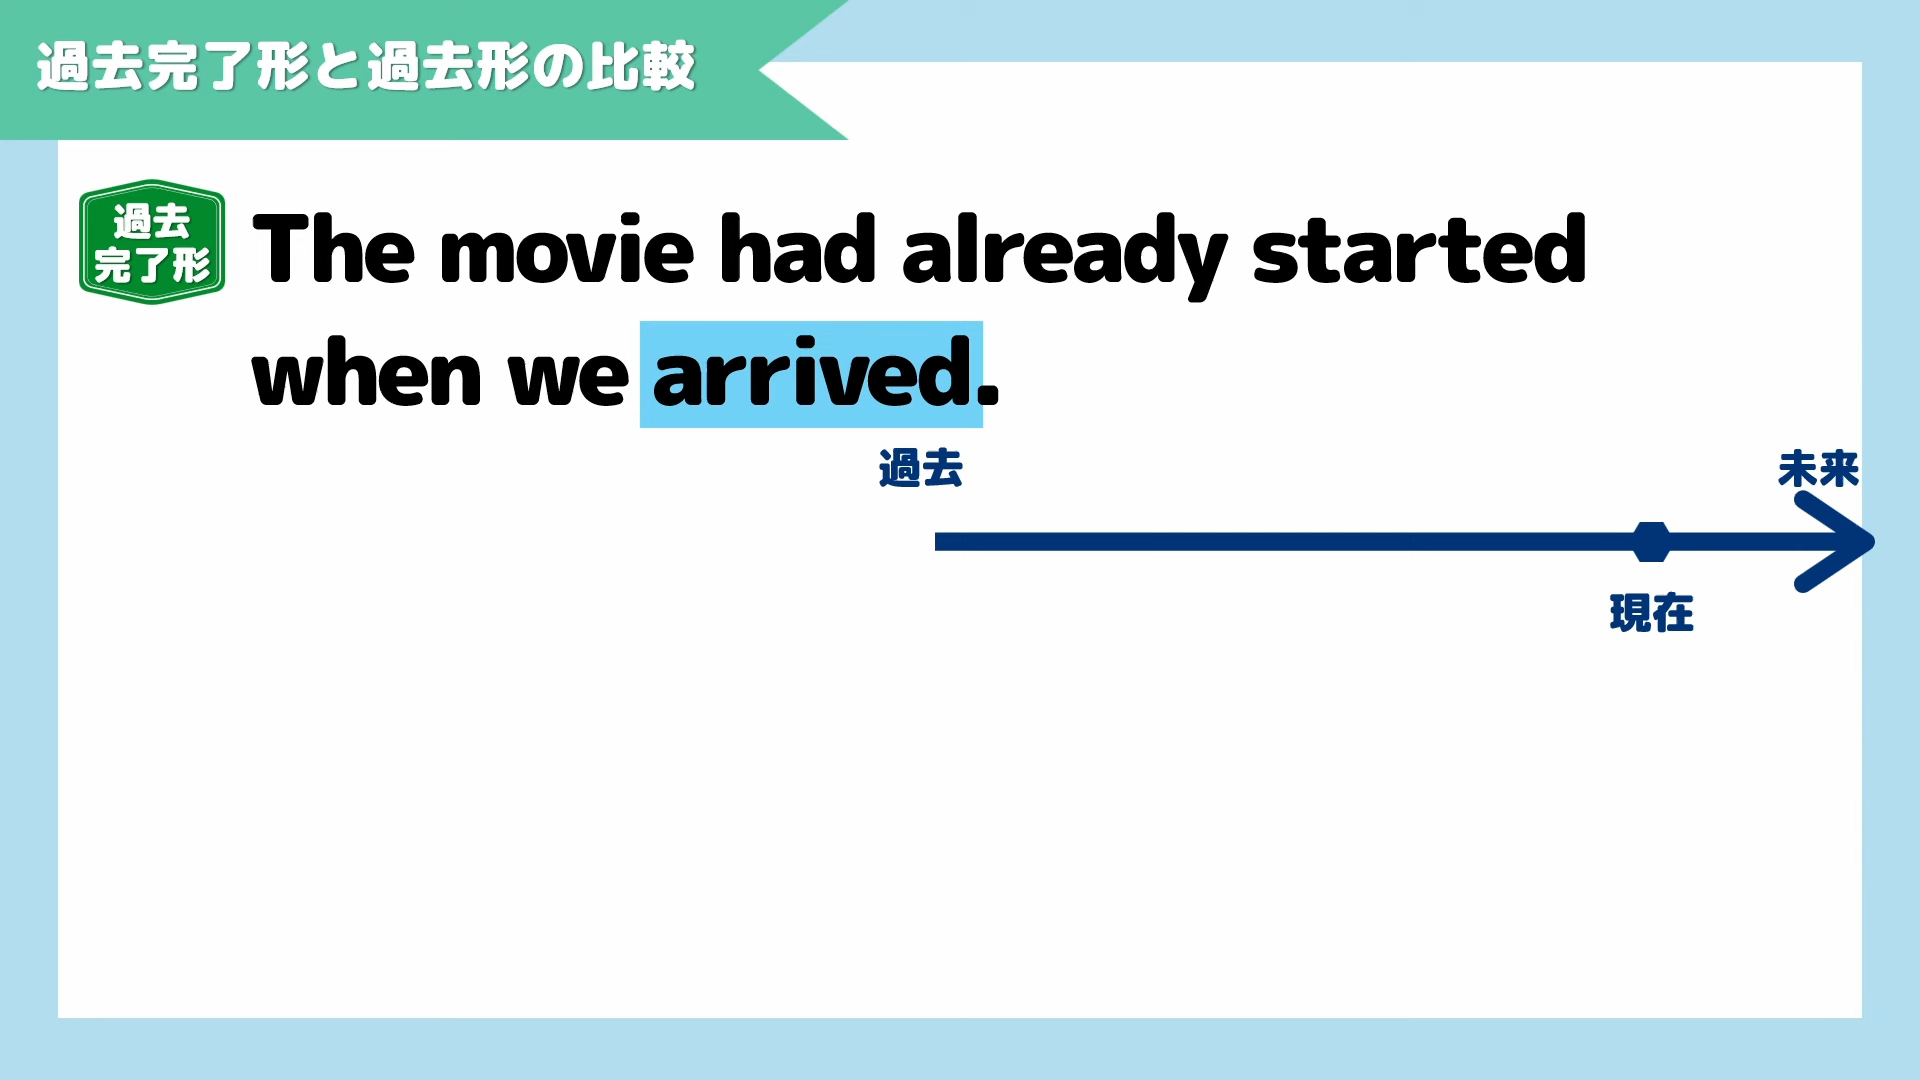 過去完了形と過去形の比較
過去
完了形
The movie had already started
when we arrived.
過去
未来
現在